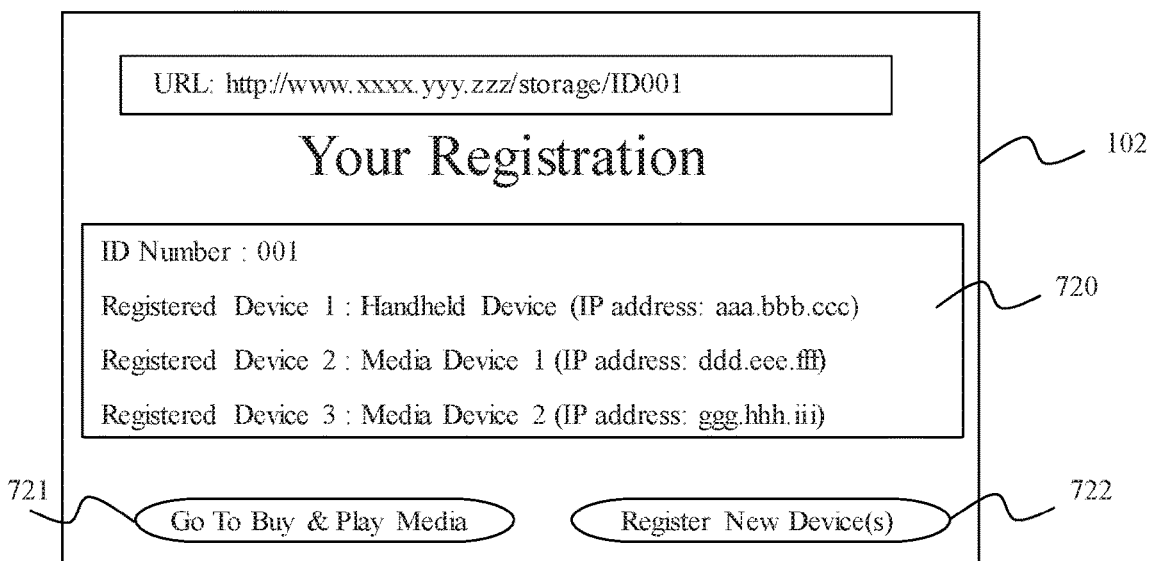 URL: http://www.xxxx.yyy.zzz/storage/ID001
Your Registration
102
ID Number : 001
Registered Device 1 : Handheld Device (IP address: aaa.bbb.ccc)
720
Registered Device 2 : Media Device 1 (IP address: ddd.eee.fff)
Registered Device 3 : Media Device 2 (IP address: ggg.hhh.iii)
721
722
Go To Buy & Play Media
Register New Device(s)